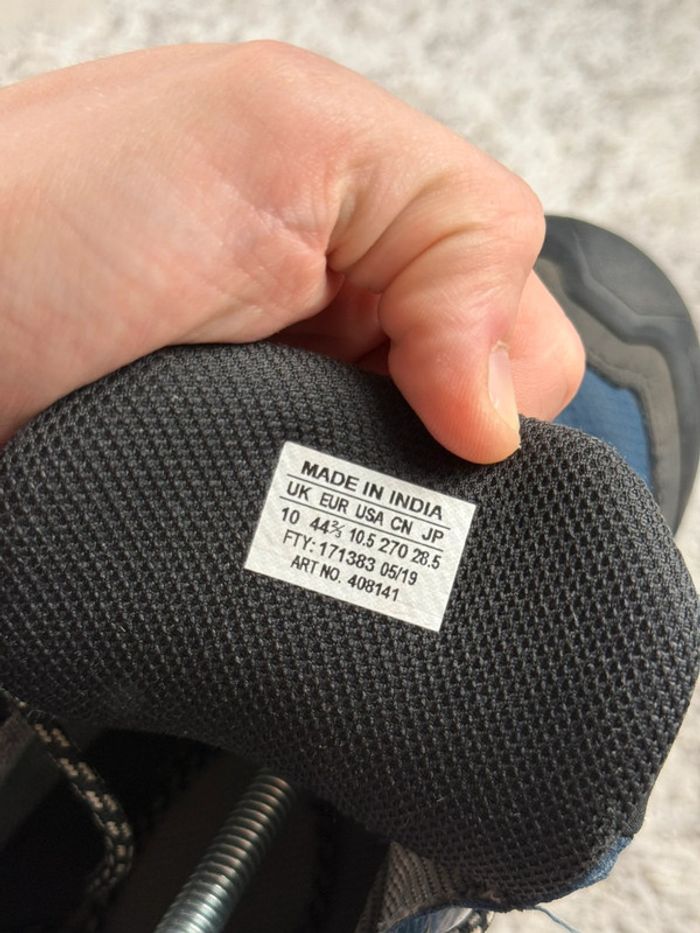 MADE IN INDIA
UK EUR USA CN JP
10 44⅔ 10.5 270 28.5
FTY: 171383 05/19
ART NO. 408141